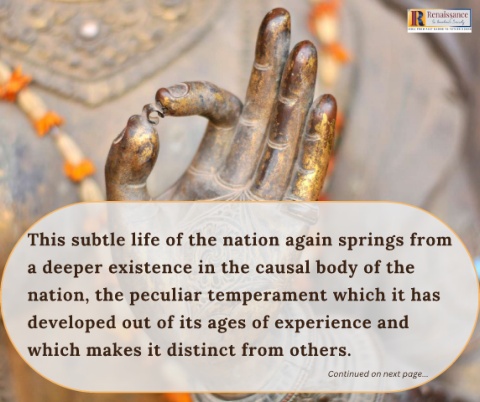 Renaissance
This subtle life of the nation again springs from
a deeper existence in the causal body of the
nation, the peculiar temperament which it has
developed out of its ages of experience and
which makes it distinct from others.
Continued on next page...